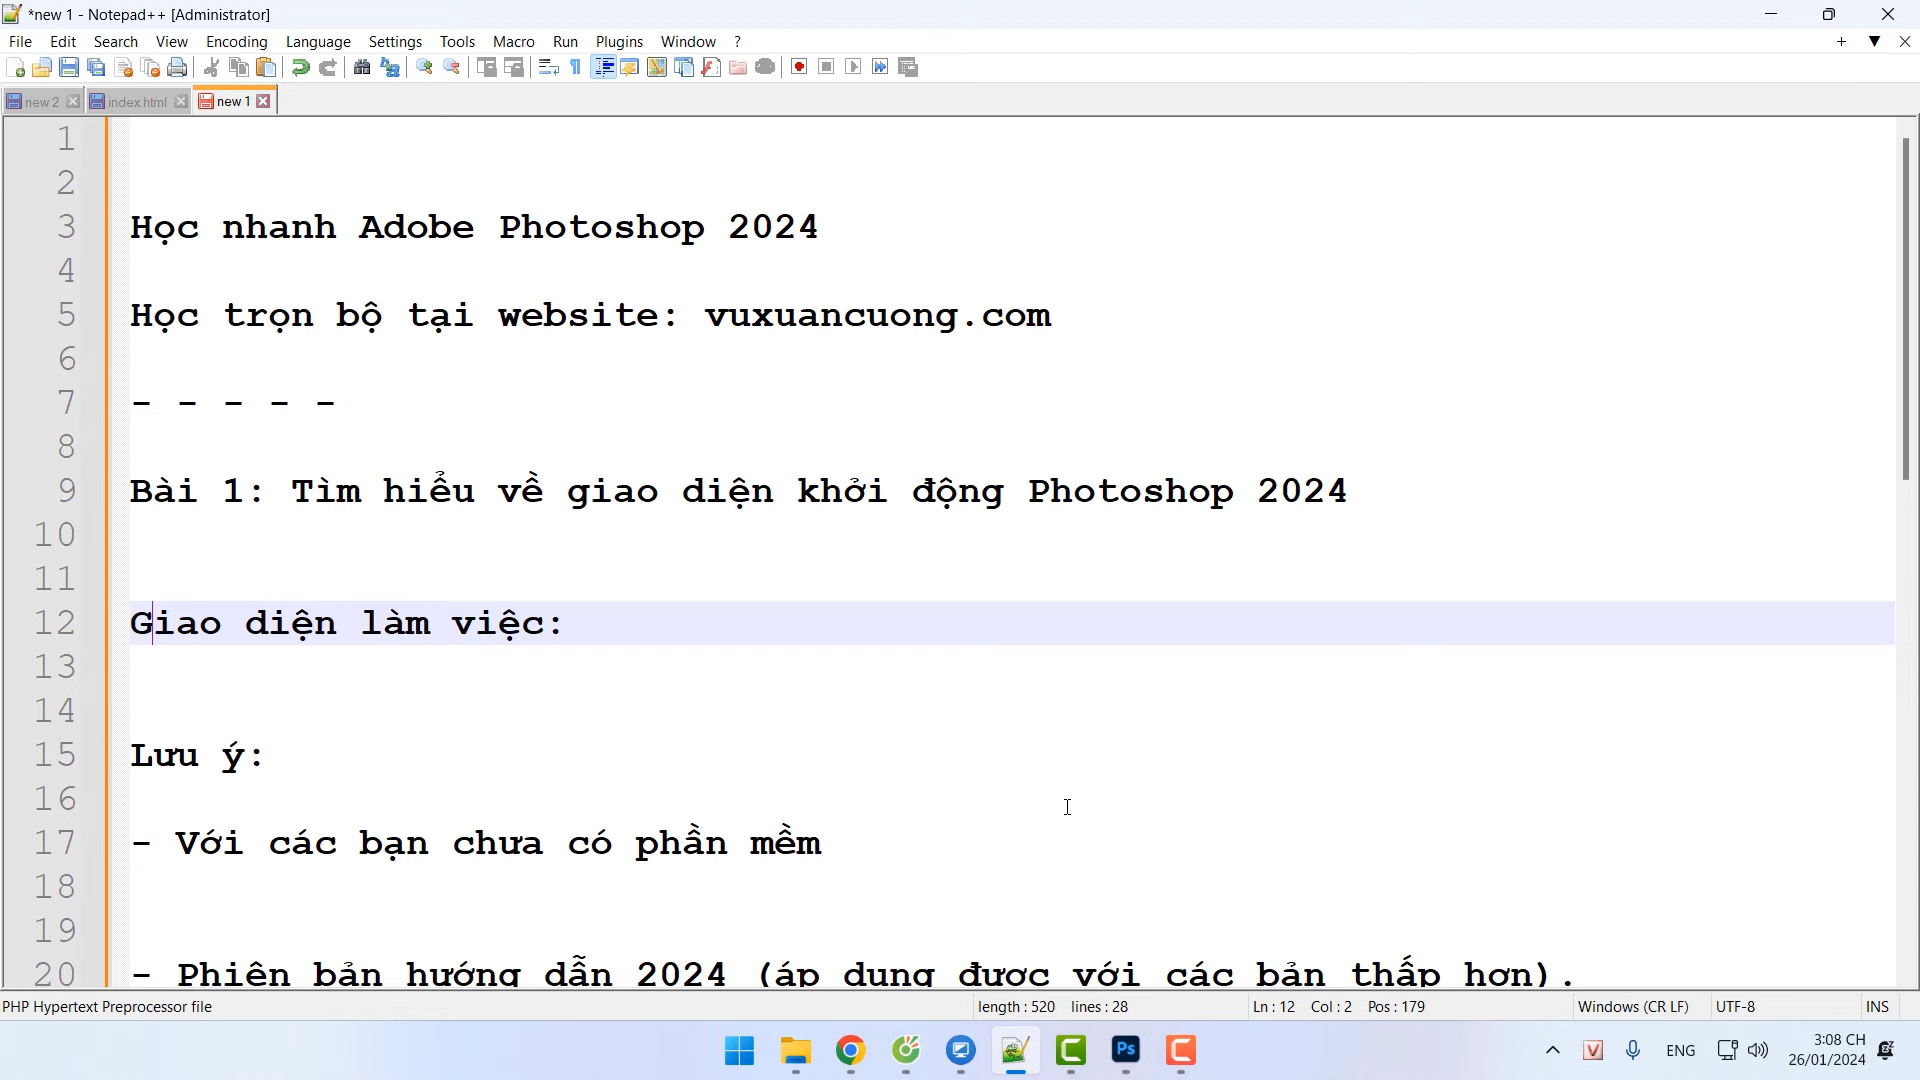 *new 1 - Notepad++ [Administrator]
File Edit Search View Encoding Language Settings Tools Macro Run Plugins Window ?
new 2 index.html new 1
1
2
3 Học nhanh Adobe Photoshop 2024
4
5 Học trọn bộ tại website: vuxuancuong.com
6
7 - - - - -
8
9 Bài 1: Tìm hiểu về giao diện khởi động Photoshop 2024
10
11
12 Giao diện làm việc:
13
14
15 Lưu ý:
16
17 - Với các bạn chưa có phần mềm
18
19
20 - Phiên bản hướng dẫn 2024 (áp dụng được với các bản thấp hơn).
PHP Hypertext Preprocessor file length : 520 lines : 28 Ln : 12 Col : 2 Pos : 179 Windows (CR LF) UTF-8 INS
Ps V ENG 3:08 CH
26/01/2024